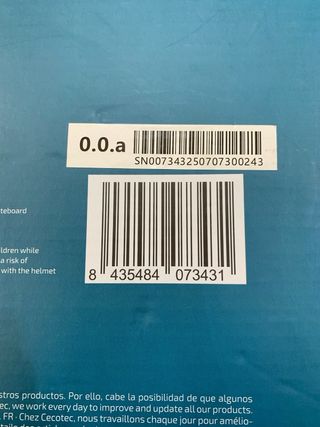 0.0.a
SN007343250707300243
8 435484 073431
teboard
ldren while
a risk of
with the helmet
stros productos. Por ello, cabe la posibilidad de que algunos
ec, we work every day to improve and update all our products.
FR · Chez Cecotec, nous travaillons chaque jour pour amélio-